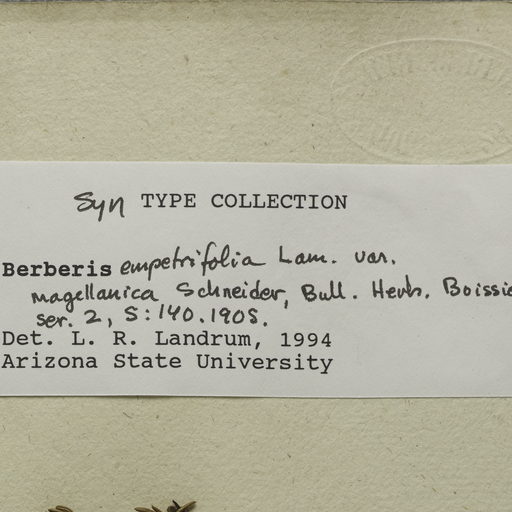 Syn TYPE COLLECTION
Berberis empetrifolia Lam. var.
magellanica Schneider, Bull. Herb. Boissie
ser. 2, 5:140.1905.
Det. L. R. Landrum, 1994
Arizona State University